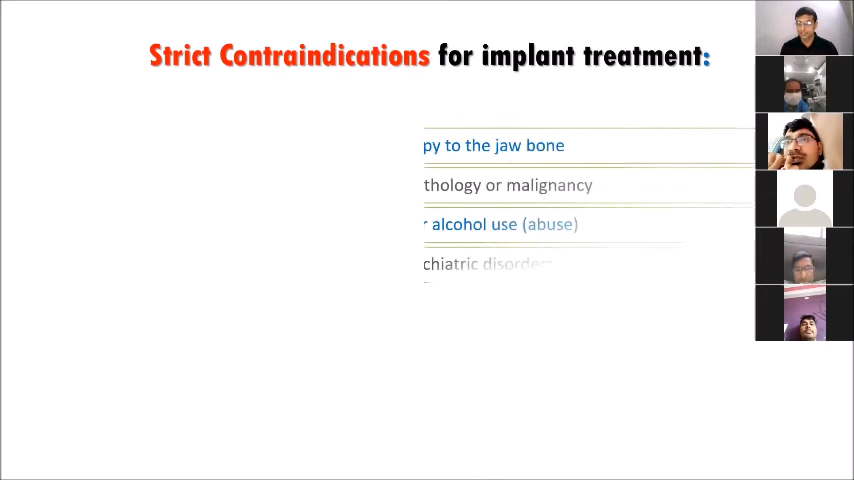 Strict Contraindications for implant treatment:
py to the jaw bone
thology or malignancy
r alcohol use (abuse)
chiatric disorders